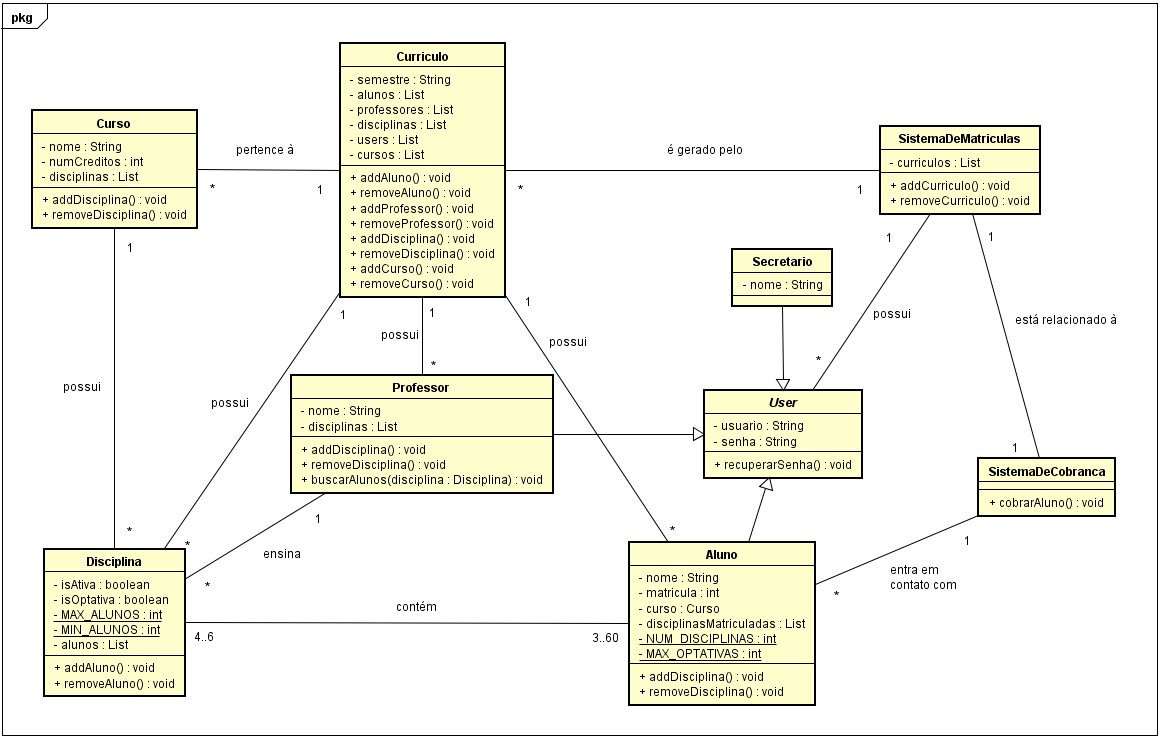 pkg
Curriculo
- semestre : String
- alunos : List
- professores : List
- disciplinas : List
- users : List
- cursos : List
+ addAluno() : void
+ removeAluno() : void
+ addProfessor() : void
+ removeProfessor() : void
+ addDisciplina() : void
+ removeDisciplina() : void
+ addCurso() : void
+ removeCurso() : void
Curso
- nome : String
- numCreditos : int
- disciplinas : List
+ addDisciplina() : void
+ removeDisciplina() : void
pertence à
*
1
é gerado pelo
*
1
SistemaDeMatriculas
- curriculos : List
+ addCurriculo() : void
+ removeCurriculo() : void
1
possui
*
1
está relacionado à
1
Secretario
- nome : String
1
possui
*
1
possui
*
1
possui
*
1
possui
*
Professor
- nome : String
- disciplinas : List
+ addDisciplina() : void
+ removeDisciplina() : void
+ buscarAlunos(disciplina : Disciplina) : void
User
- usuario : String
- senha : String
+ recuperarSenha() : void
SistemaDeCobranca
+ cobrarAluno() : void
1
ensina
*
1
entra em
contato com
*
Disciplina
- isAtiva : boolean
- isOptativa : boolean
- MAX_ALUNOS : int
- MIN_ALUNOS : int
- alunos : List
+ addAluno() : void
+ removeAluno() : void
contém
4..6
3..60
Aluno
- nome : String
- matricula : int
- curso : Curso
- disciplinasMatriculadas : List
- NUM_DISCIPLINAS : int
- MAX_OPTATIVAS : int
+ addDisciplina() : void
+ removeDisciplina() : void